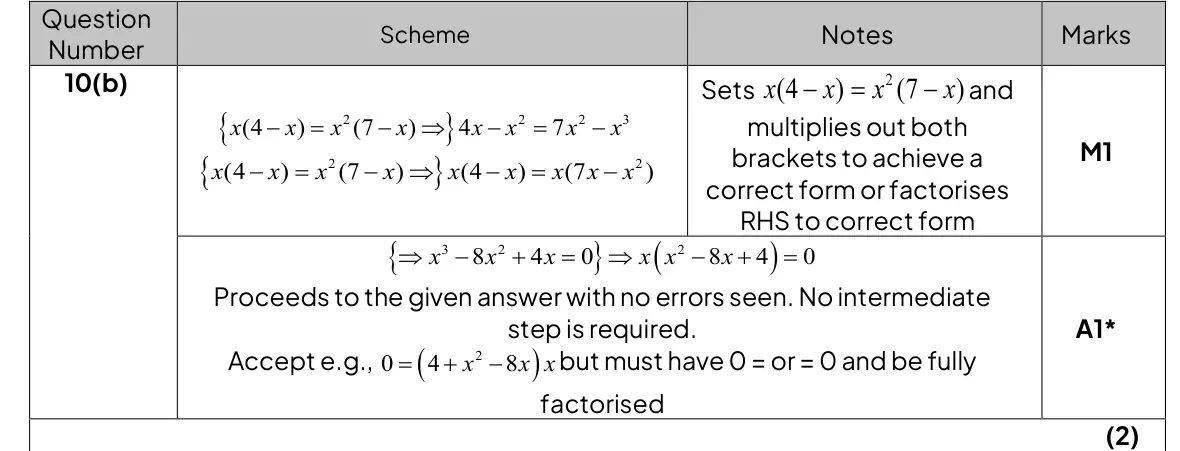 Question Number Scheme Notes Marks
10(b)
{x(4 − x) = x²(7 − x) ⇒} 4x − x² = 7x² − x³
{x(4 − x) = x²(7 − x) ⇒} x(4 − x) = x(7x − x²)
Sets x(4 − x) = x²(7 − x) and
multiplies out both
brackets to achieve a
correct form or factorises
RHS to correct form
M1
{⇒ x³ − 8x² + 4x = 0} ⇒ x(x² − 8x + 4) = 0
Proceeds to the given answer with no errors seen. No intermediate
step is required.
Accept e.g., 0 = (4 + x² − 8x)x but must have 0 = or = 0 and be fully
factorised
A1*
(2)